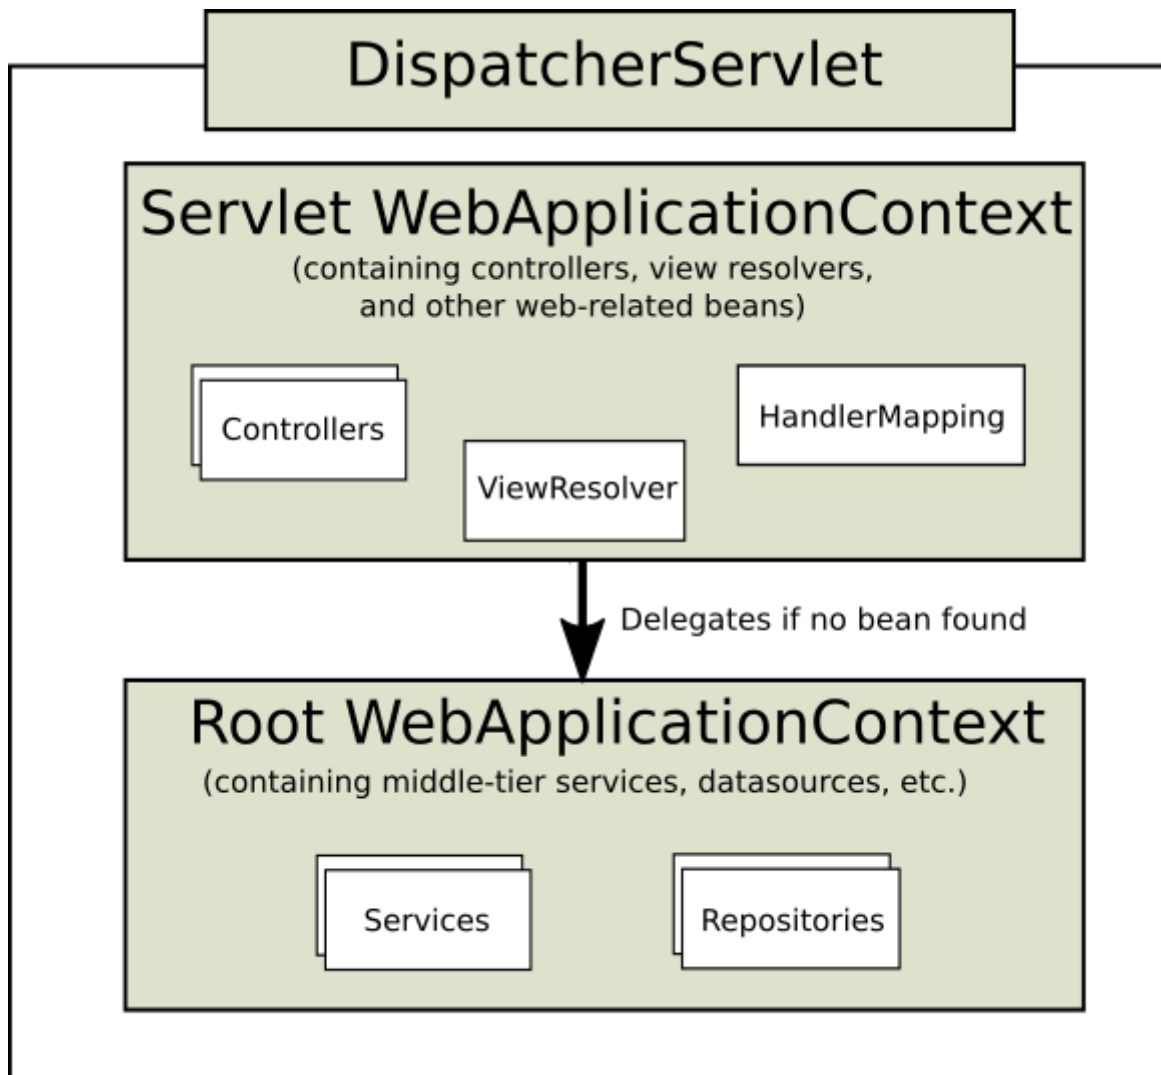 DispatcherServlet
Servlet WebApplicationContext
(containing controllers, view resolvers,
and other web-related beans)
Controllers
HandlerMapping
ViewResolver
Delegates if no bean found
Root WebApplicationContext
(containing middle-tier services, datasources, etc.)
Services
Repositories